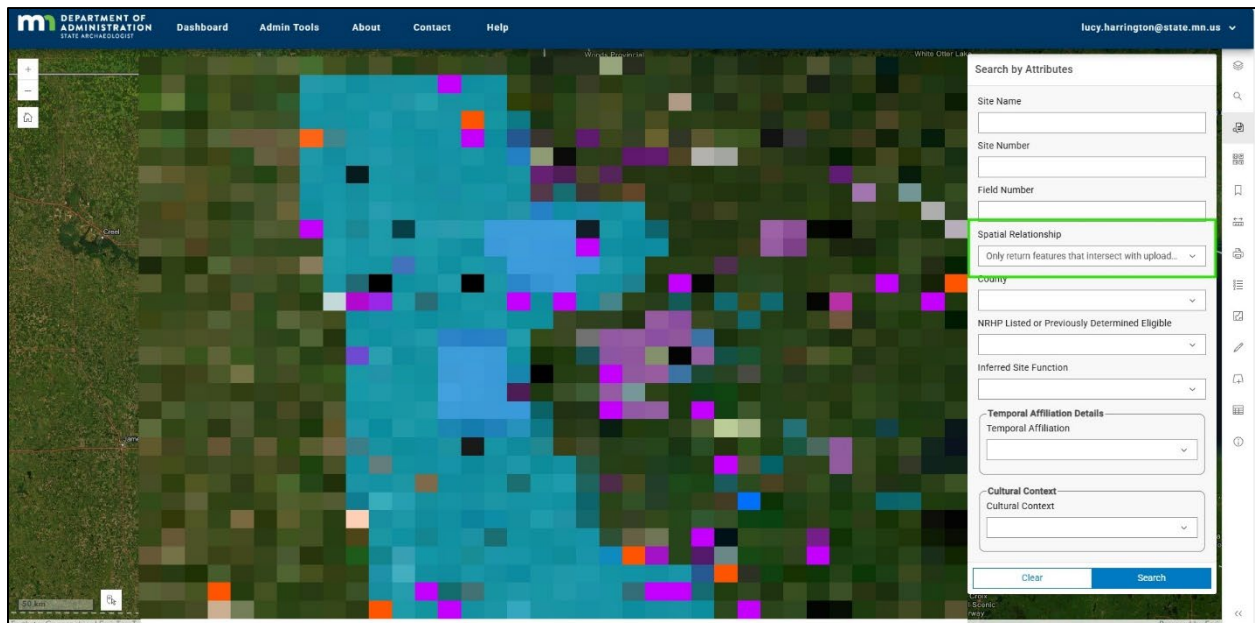 DEPARTMENT OF
ADMINISTRATION
STATE ARCHAEOLOGIST
Dashboard Admin Tools About Contact Help
lucy.harrington@state.mn.us
White Otter Lake
Creel
50 km
Search by Attributes
Site Name
Site Number
Field Number
Spatial Relationship
Only return features that intersect with upload...
County
NRHP Listed or Previously Determined Eligible
Inferred Site Function
Temporal Affiliation Details
Temporal Affiliation
Cultural Context
Cultural Context
Clear Search